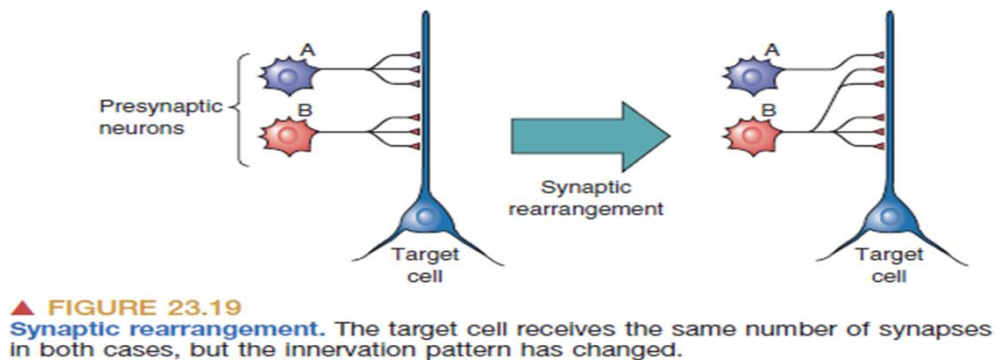 A
A
Presynaptic
neurons
B
B
Synaptic
rearrangement
Target
cell
Target
cell
▲ FIGURE 23.19
Synaptic rearrangement. The target cell receives the same number of synapses
in both cases, but the innervation pattern has changed.